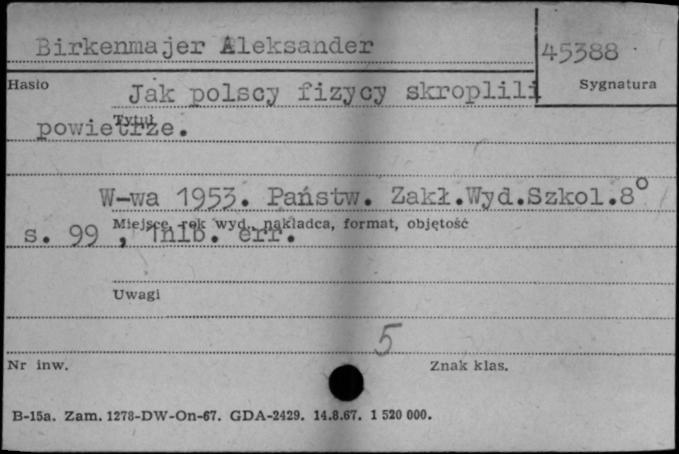 Birkenmajer Aleksander
45388
Hasło
Sygnatura
Jak polscy fizycy skroplili
Tytuł
powietrze.
W-wa 1953. Państw. Zakł.Wyd.Szkol.8°
Miejsce, rok wyd., nakładca, format, objętość
s. 99 , 1nlb. err.
Uwagi
5
Nr inw.
Znak klas.
B-15a. Zam. 1278-DW-On-67. GDA-2429. 14.8.67. 1 520 000.